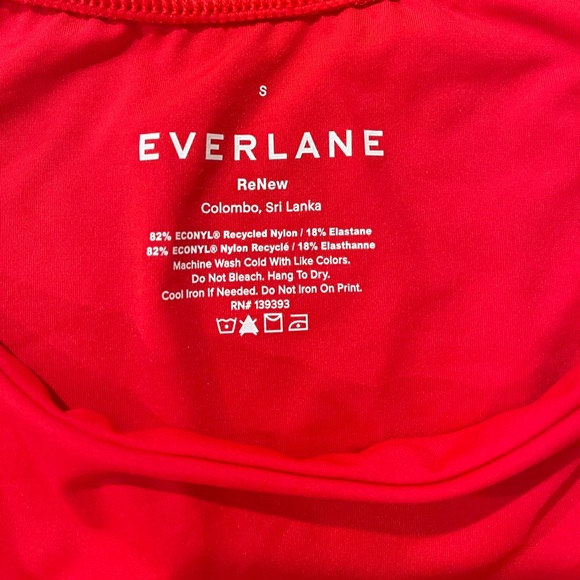 S
EVERLANE
ReNew
Colombo, Sri Lanka
82% ECONYL® Recycled Nylon / 18% Elastane
82% ECONYL® Nylon Recyclé / 18% Elasthanne
Machine Wash Cold With Like Colors.
Do Not Bleach. Hang To Dry.
Cool Iron If Needed. Do Not Iron On Print.
RN# 139393